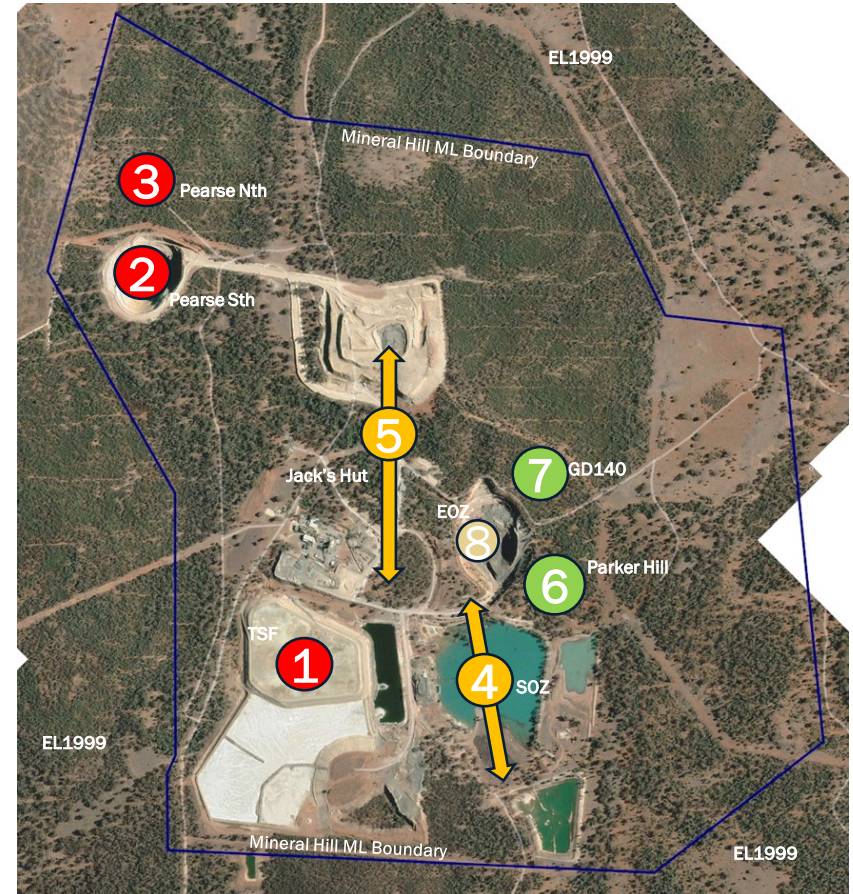 EL1999
Mineral Hill ML Boundary
3
Pearse Nth
2
Pearse Sth
5
Jack's Hut
7
GD140
EOZ
8
Parker Hill
6
TSF
1
4
SOZ
EL1999
Mineral Hill ML Boundary
EL1999